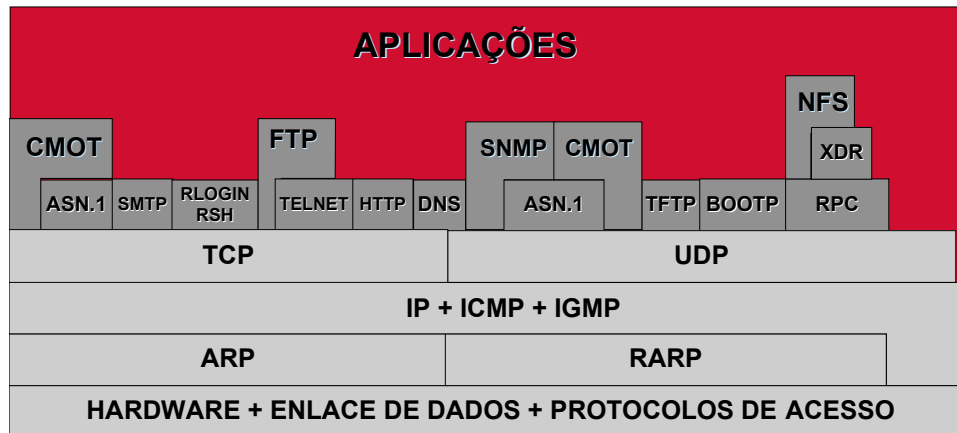 APLICAÇÕES
NFS
CMOT
FTP
SNMP
CMOT
XDR
ASN.1
SMTP
RLOGIN
RSH
TELNET
HTTP
DNS
ASN.1
TFTP
BOOTP
RPC
TCP
UDP
IP + ICMP + IGMP
ARP
RARP
HARDWARE + ENLACE DE DADOS + PROTOCOLOS DE ACESSO